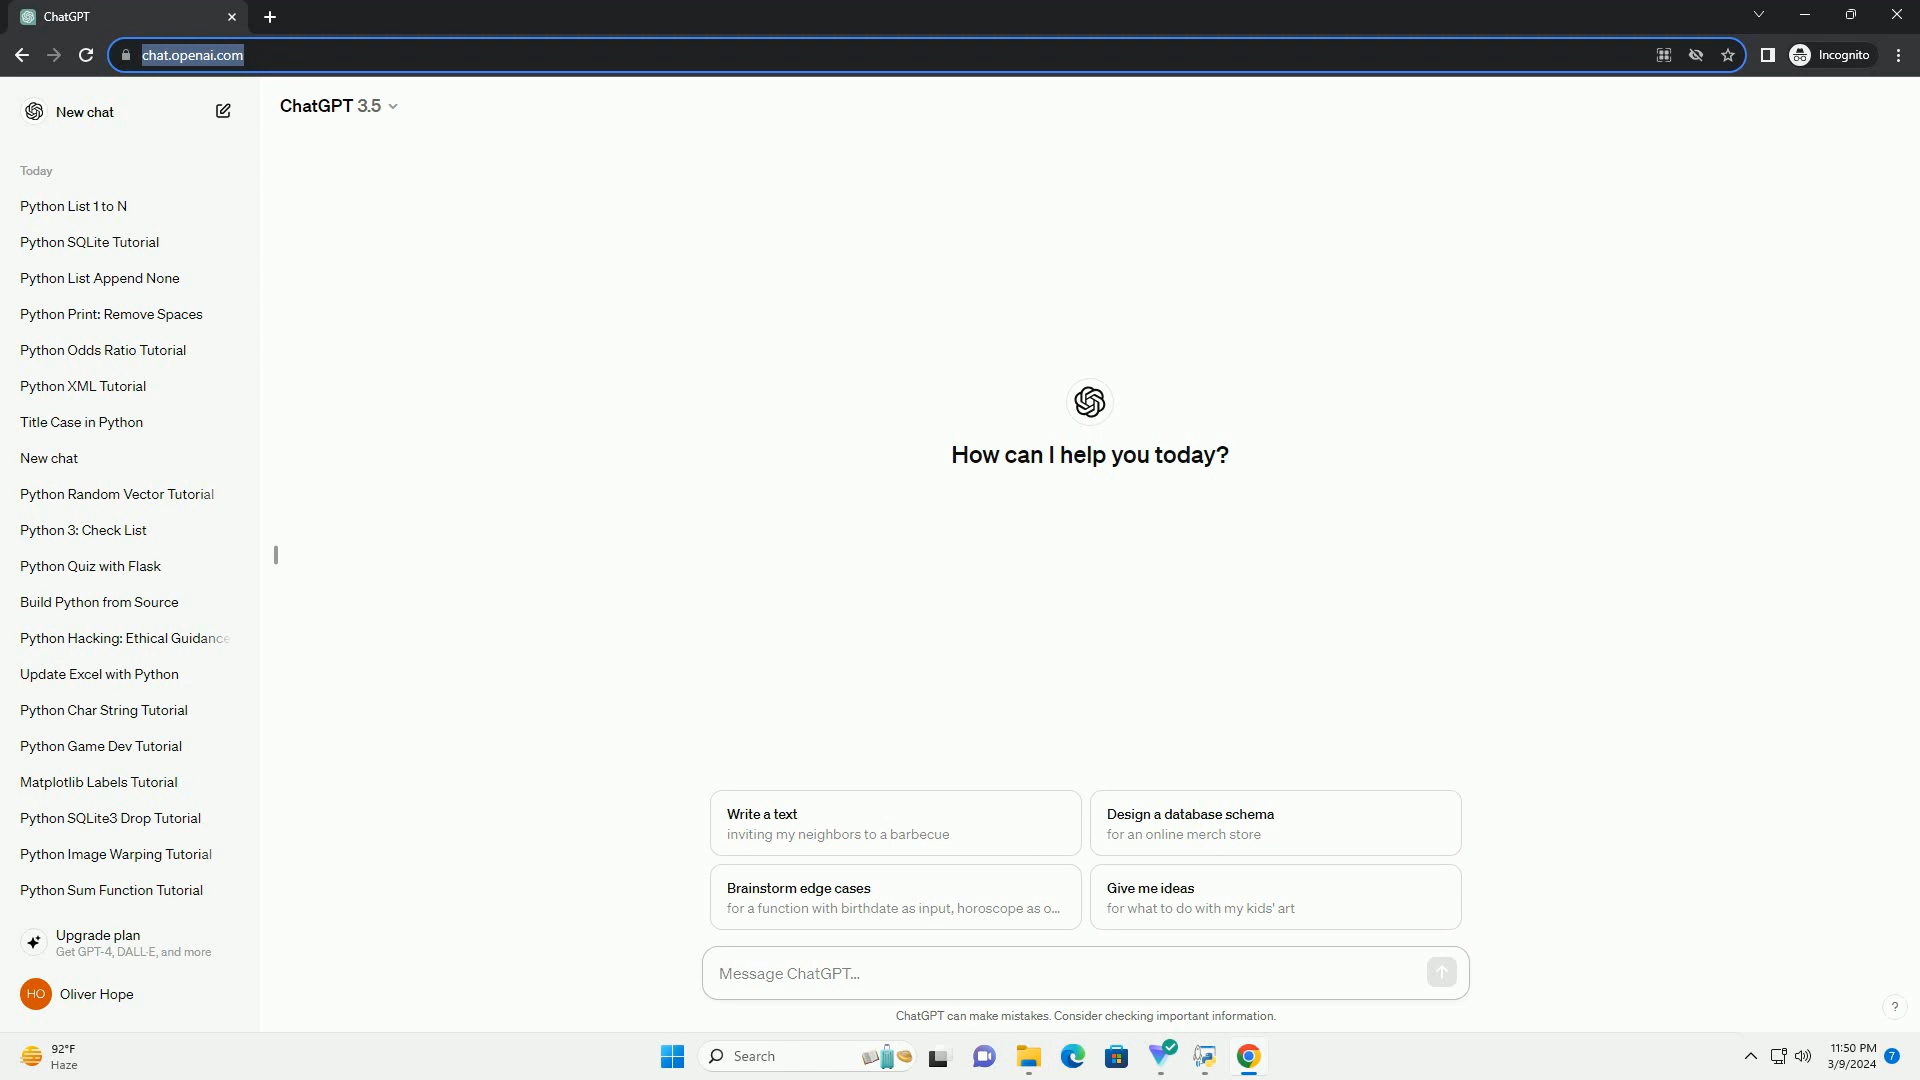 ChatGPT
chat.openai.com
Incognito
New chat
ChatGPT 3.5
Today
Python List 1 to N
Python SQLite Tutorial
Python List Append None
Python Print: Remove Spaces
Python Odds Ratio Tutorial
Python XML Tutorial
Title Case in Python
New chat
Python Random Vector Tutorial
Python 3: Check List
Python Quiz with Flask
Build Python from Source
Python Hacking: Ethical Guidance
Update Excel with Python
Python Char String Tutorial
Python Game Dev Tutorial
Matplotlib Labels Tutorial
Python SQLite3 Drop Tutorial
Python Image Warping Tutorial
Python Sum Function Tutorial
Upgrade plan
Get GPT-4, DALL·E, and more
HO Oliver Hope
How can I help you today?
Write a text
inviting my neighbors to a barbecue
Design a database schema
for an online merch store
Brainstorm edge cases
for a function with birthdate as input, horoscope as o...
Give me ideas
for what to do with my kids' art
Message ChatGPT...
ChatGPT can make mistakes. Consider checking important information.
?
92°F
Haze
Search
11:50 PM
3/9/2024
7